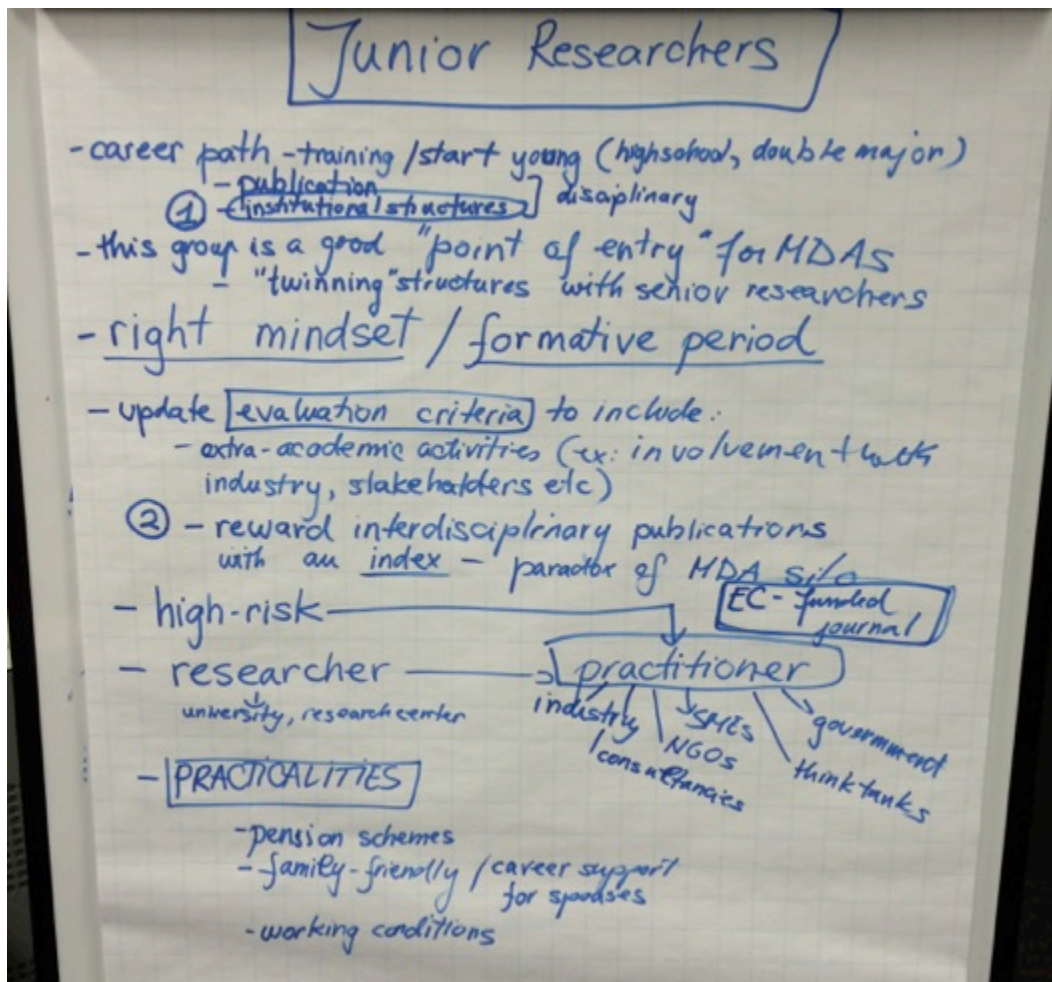 Junior Researchers
- career path - training / start young (highschool, double major)
- publication
① - institutional structures
disciplinary
- this group is a good "point of entry" for MDAs
- "twinning" structures with senior researchers
- right mindset / formative period
- update evaluation criteria to include:
- extra-academic activities (ex: involvement with
industry, stakeholders etc)
② - reward interdisciplinary publications
with an index - paradox of MDA silo
EC - funded
journal
- high-risk
- researcher
practitioner
university, research center
industry
consultancies
NGOs
SMEs
think tanks
government
- PRACTICALITIES
- pension schemes
- family-friendly / career support
for spouses
- working conditions